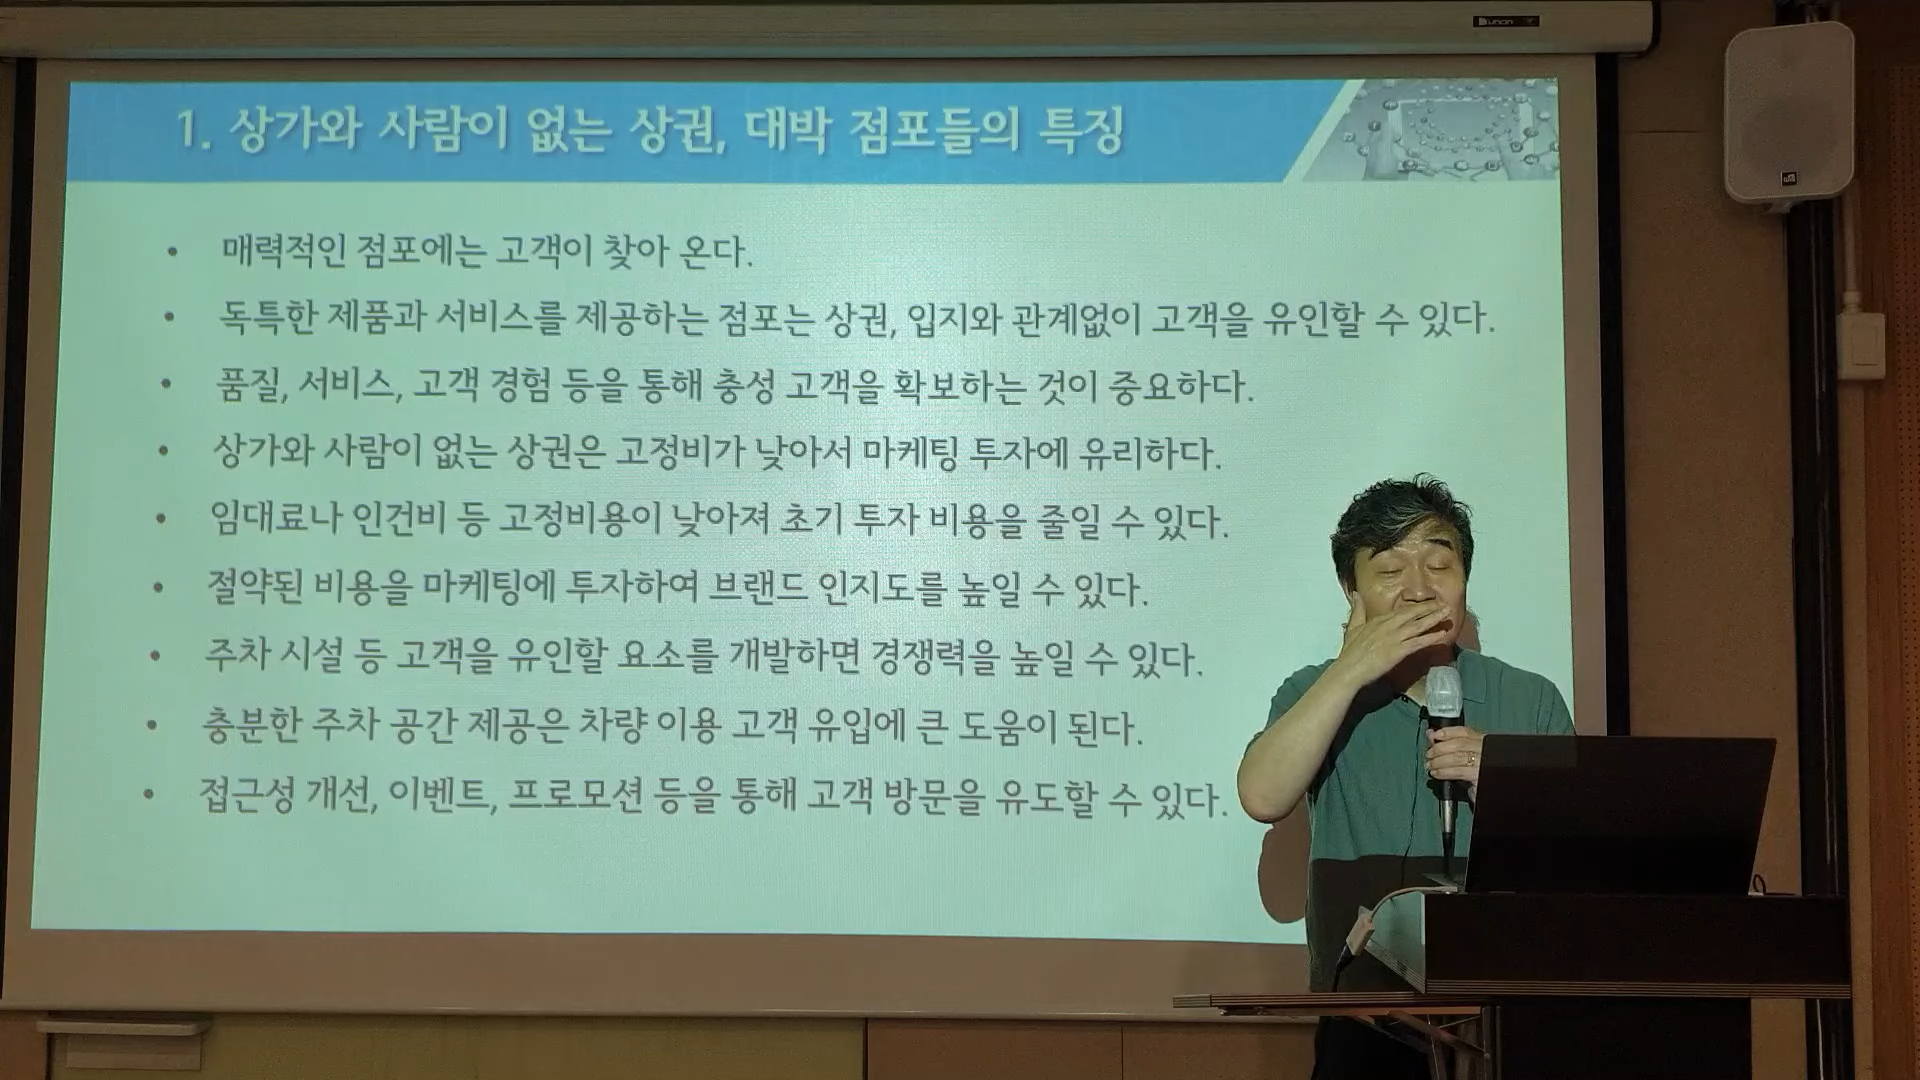 1. 상가와 사람이 없는 상권, 대박 점포들의 특징
• 매력적인 점포에는 고객이 찾아 온다.
• 독특한 제품과 서비스를 제공하는 점포는 상권, 입지와 관계없이 고객을 유인할 수 있다.
• 품질, 서비스, 고객 경험 등을 통해 충성 고객을 확보하는 것이 중요하다.
• 상가와 사람이 없는 상권은 고정비가 낮아서 마케팅 투자에 유리하다.
• 임대료나 인건비 등 고정비용이 낮아져 초기 투자 비용을 줄일 수 있다.
• 절약된 비용을 마케팅에 투자하여 브랜드 인지도를 높일 수 있다.
• 주차 시설 등 고객을 유인할 요소를 개발하면 경쟁력을 높일 수 있다.
• 충분한 주차 공간 제공은 차량 이용 고객 유입에 큰 도움이 된다.
• 접근성 개선, 이벤트, 프로모션 등을 통해 고객 방문을 유도할 수 있다.